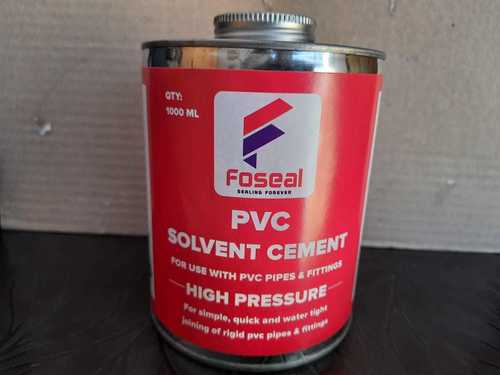 QTY:
1000 ML
Foseal
SEALING FOREVER
PVC
SOLVENT CEMENT
FOR USE WITH PVC PIPES & FITTINGS
HIGH PRESSURE
For simple, quick and water tight
joining of rigid pvc pipes & fittings